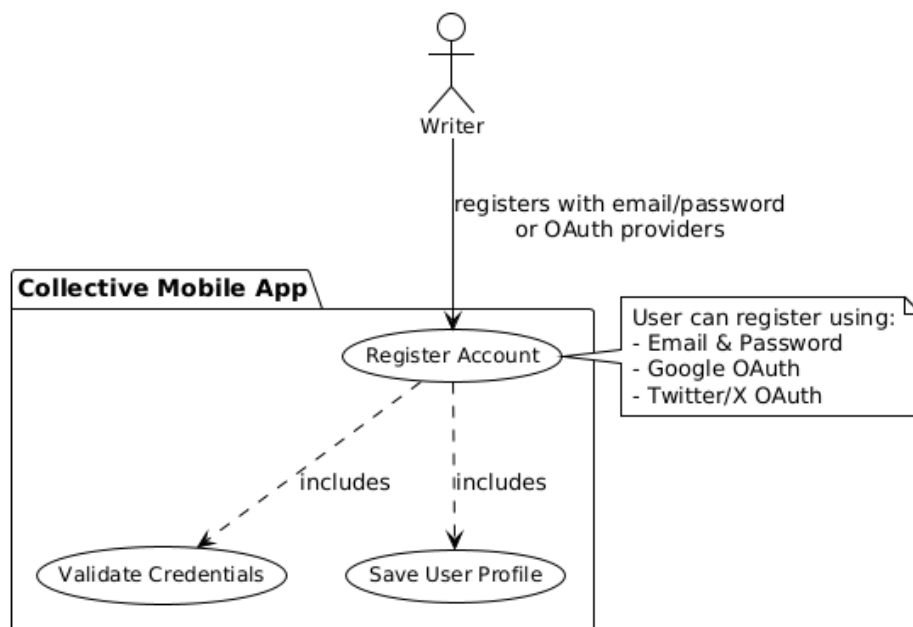 Writer
registers with email/password
or OAuth providers
Collective Mobile App
User can register using:
- Email & Password
- Google OAuth
- Twitter/X OAuth
Register Account
includes
includes
Validate Credentials
Save User Profile